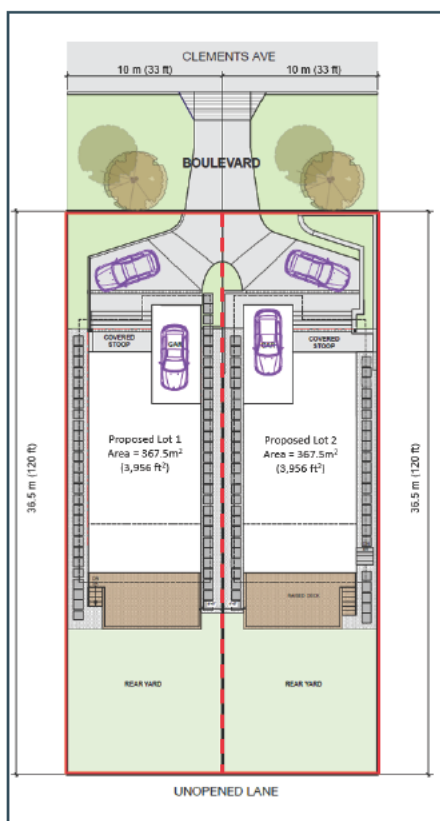 CLEMENTS AVE
10 m (33 ft)
10 m (33 ft)
BOULEVARD
COVERED
STOOP
COVERED
STOOP
36.5 m (120 ft)
36.5 m (120 ft)
Proposed Lot 1
Area = 367.5m²
(3,956 ft²)
Proposed Lot 2
Area = 367.5m²
(3,956 ft²)
RAISED DECK
REAR YARD
REAR YARD
UNOPENED LANE